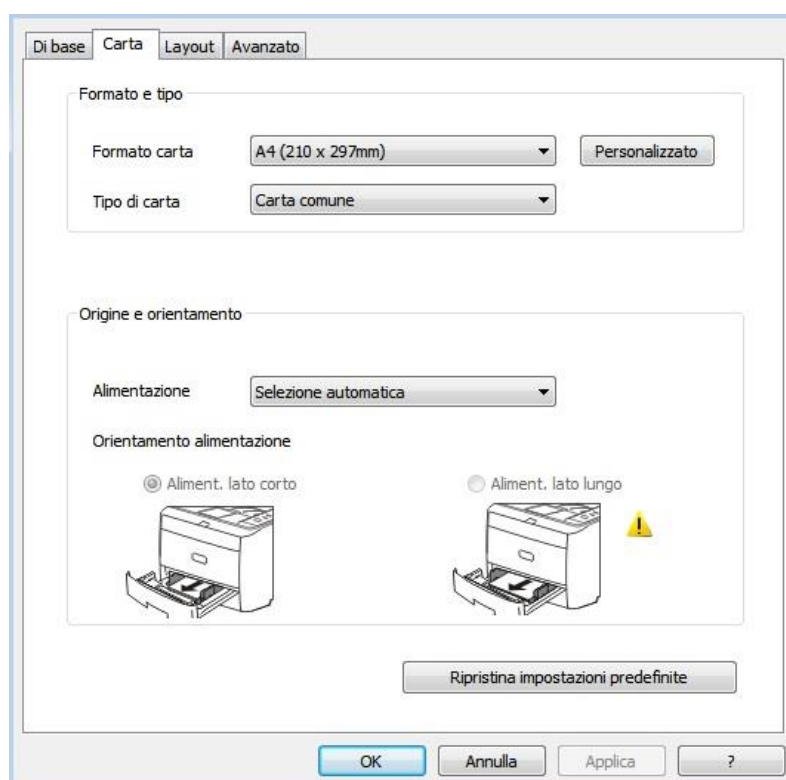 Di base Carta Layout Avanzato
Formato e tipo
Formato carta A4 (210 x 297mm) Personalizzato
Tipo di carta Carta comune
Origine e orientamento
Alimentazione Selezione automatica
Orientamento alimentazione
Aliment. lato corto Aliment. lato lungo
Ripristina impostazioni predefinite
OK Annulla Applica ?